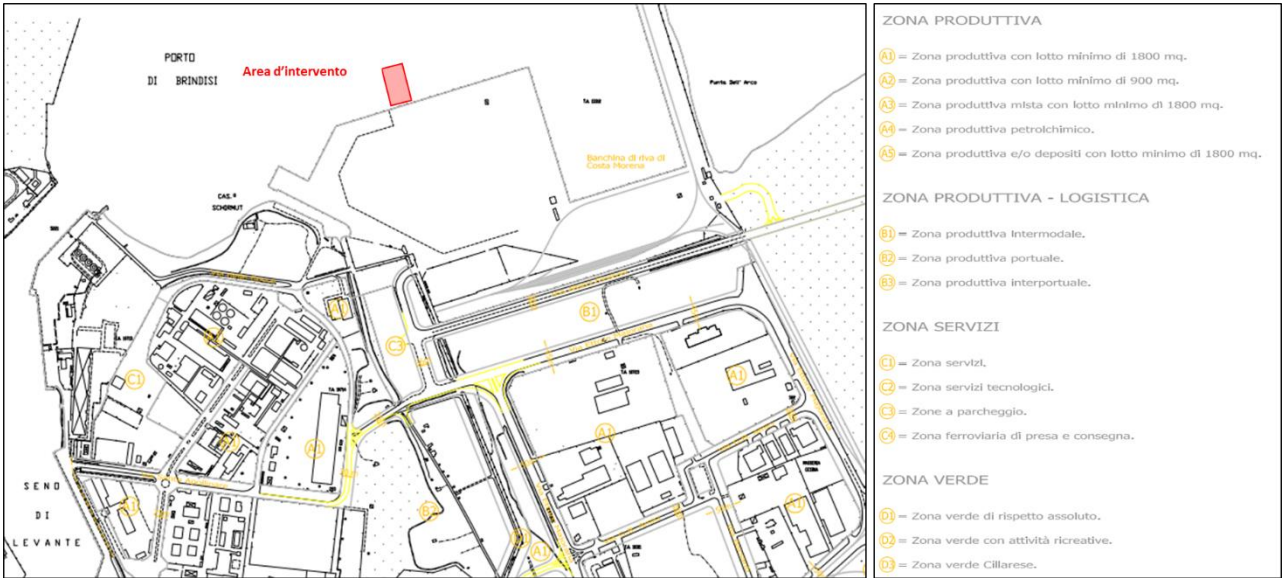 PORTO
DI BRINDISI
Area d'intervento
Punta Dell' Arco
Banchina di riva di
Costa Morena
CAS.
SCHIRMUT
B1
C3
C1
A1
A1
A1
A1
B2
A1
A1
SENO
DI
LEVANTE
ZONA PRODUTTIVA
A1 = Zona produttiva con lotto minimo di 1800 mq.
A2 = Zona produttiva con lotto minimo di 900 mq.
A3 = Zona produttiva mista con lotto minimo di 1800 mq.
A4 = Zona produttiva petrolchimico.
A5 = Zona produttiva e/o depositi con lotto minimo di 1800 mq.
ZONA PRODUTTIVA - LOGISTICA
B1 = Zona produttiva Intermodale.
B2 = Zona produttiva portuale.
B3 = Zona produttiva interportuale.
ZONA SERVIZI
C1 = Zona servizi.
C2 = Zona servizi tecnologici.
C3 = Zone a parcheggio.
C4 = Zona ferroviaria di presa e consegna.
ZONA VERDE
D1 = Zona verde di rispetto assoluto.
D2 = Zona verde con attività ricreative.
D3 = Zona verde Cillarese.